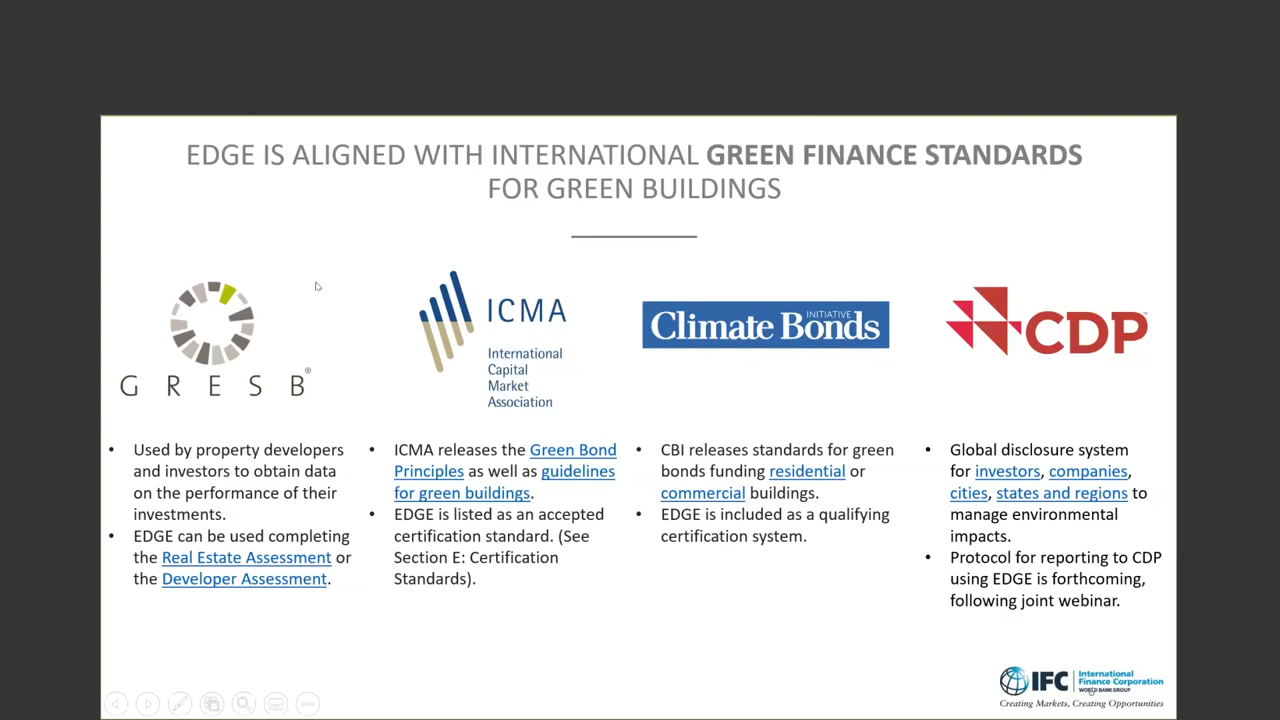 EDGE IS ALIGNED WITH INTERNATIONAL GREEN FINANCE STANDARDS
FOR GREEN BUILDINGS
G R E S B®
ICMA
International
Capital
Market
Association
Climate Bonds
INITIATIVE
CDP™
• Used by property developers
and investors to obtain data
on the performance of their
investments.
• EDGE can be used completing
the Real Estate Assessment or
the Developer Assessment.
• ICMA releases the Green Bond
Principles as well as guidelines
for green buildings.
• EDGE is listed as an accepted
certification standard. (See
Section E: Certification
Standards).
• CBI releases standards for green
bonds funding residential or
commercial buildings.
• EDGE is included as a qualifying
certification system.
• Global disclosure system
for investors, companies,
cities, states and regions to
manage environmental
impacts.
• Protocol for reporting to CDP
using EDGE is forthcoming,
following joint webinar.
IFC
International
Finance Corporation
WORLD BANK GROUP
Creating Markets, Creating Opportunities